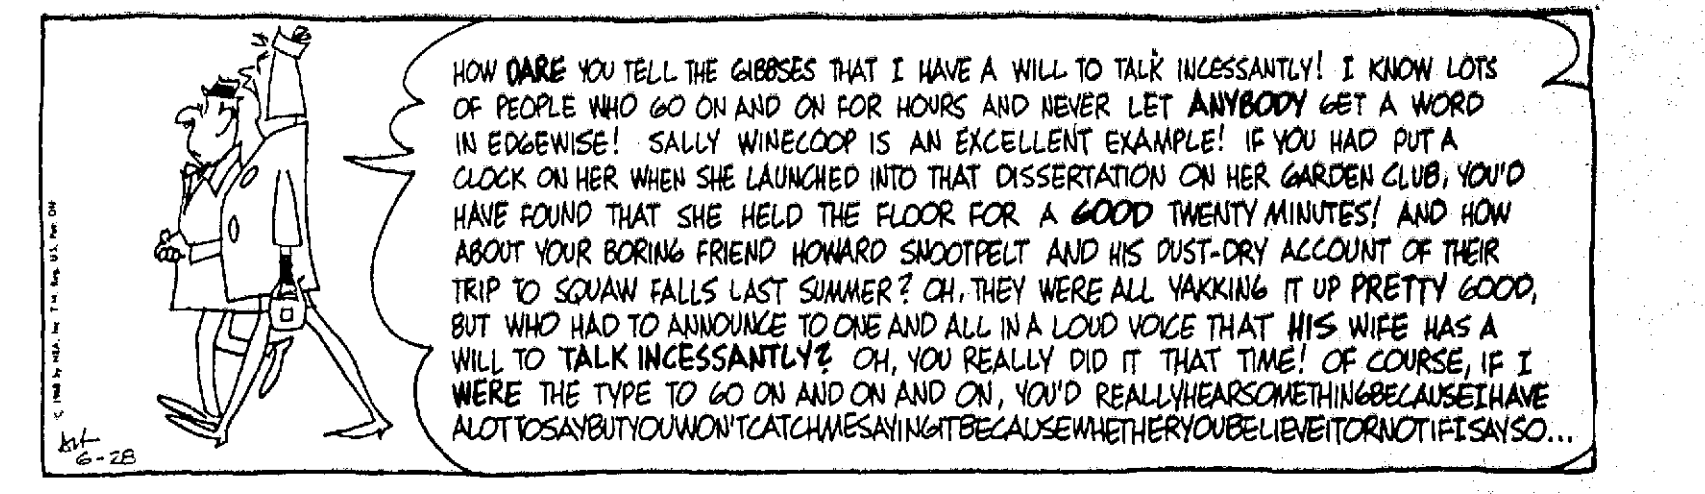 HOW DARE YOU TELL THE GIBBSES THAT I HAVE A WILL TO TALK INCESSANTLY! I KNOW LOTS
OF PEOPLE WHO GO ON AND ON FOR HOURS AND NEVER LET ANYBODY GET A WORD
IN EDGEWISE! SALLY WINECOOP IS AN EXCELLENT EXAMPLE! IF YOU HAD PUT A
CLOCK ON HER WHEN SHE LAUNCHED INTO THAT DISSERTATION ON HER GARDEN CLUB, YOU'D
HAVE FOUND THAT SHE HELD THE FLOOR FOR A GOOD TWENTY MINUTES! AND HOW
ABOUT YOUR BORING FRIEND HOWARD SNOOTPELT AND HIS DUST-DRY ACCOUNT OF THEIR
TRIP TO SQUAW FALLS LAST SUMMER? OH, THEY WERE ALL YAKKING IT UP PRETTY GOOD,
BUT WHO HAD TO ANNOUNCE TO ONE AND ALL IN A LOUD VOICE THAT HIS WIFE HAS A
WILL TO TALK INCESSANTLY? OH, YOU REALLY DID IT THAT TIME! OF COURSE, IF I
WERE THE TYPE TO GO ON AND ON AND ON, YOU'D REALLYHEARSOMETHINGBECAUSEIHAVE
ALOTTOSAYBUTYOUWON'TCATCHMESAYINGITBECAUSEWHETHERYOUBELIEVEITORNOTIFISAYSO...
© 1968 by NEA, Inc. T.M. Reg. U.S. Pat. Off.
6-28